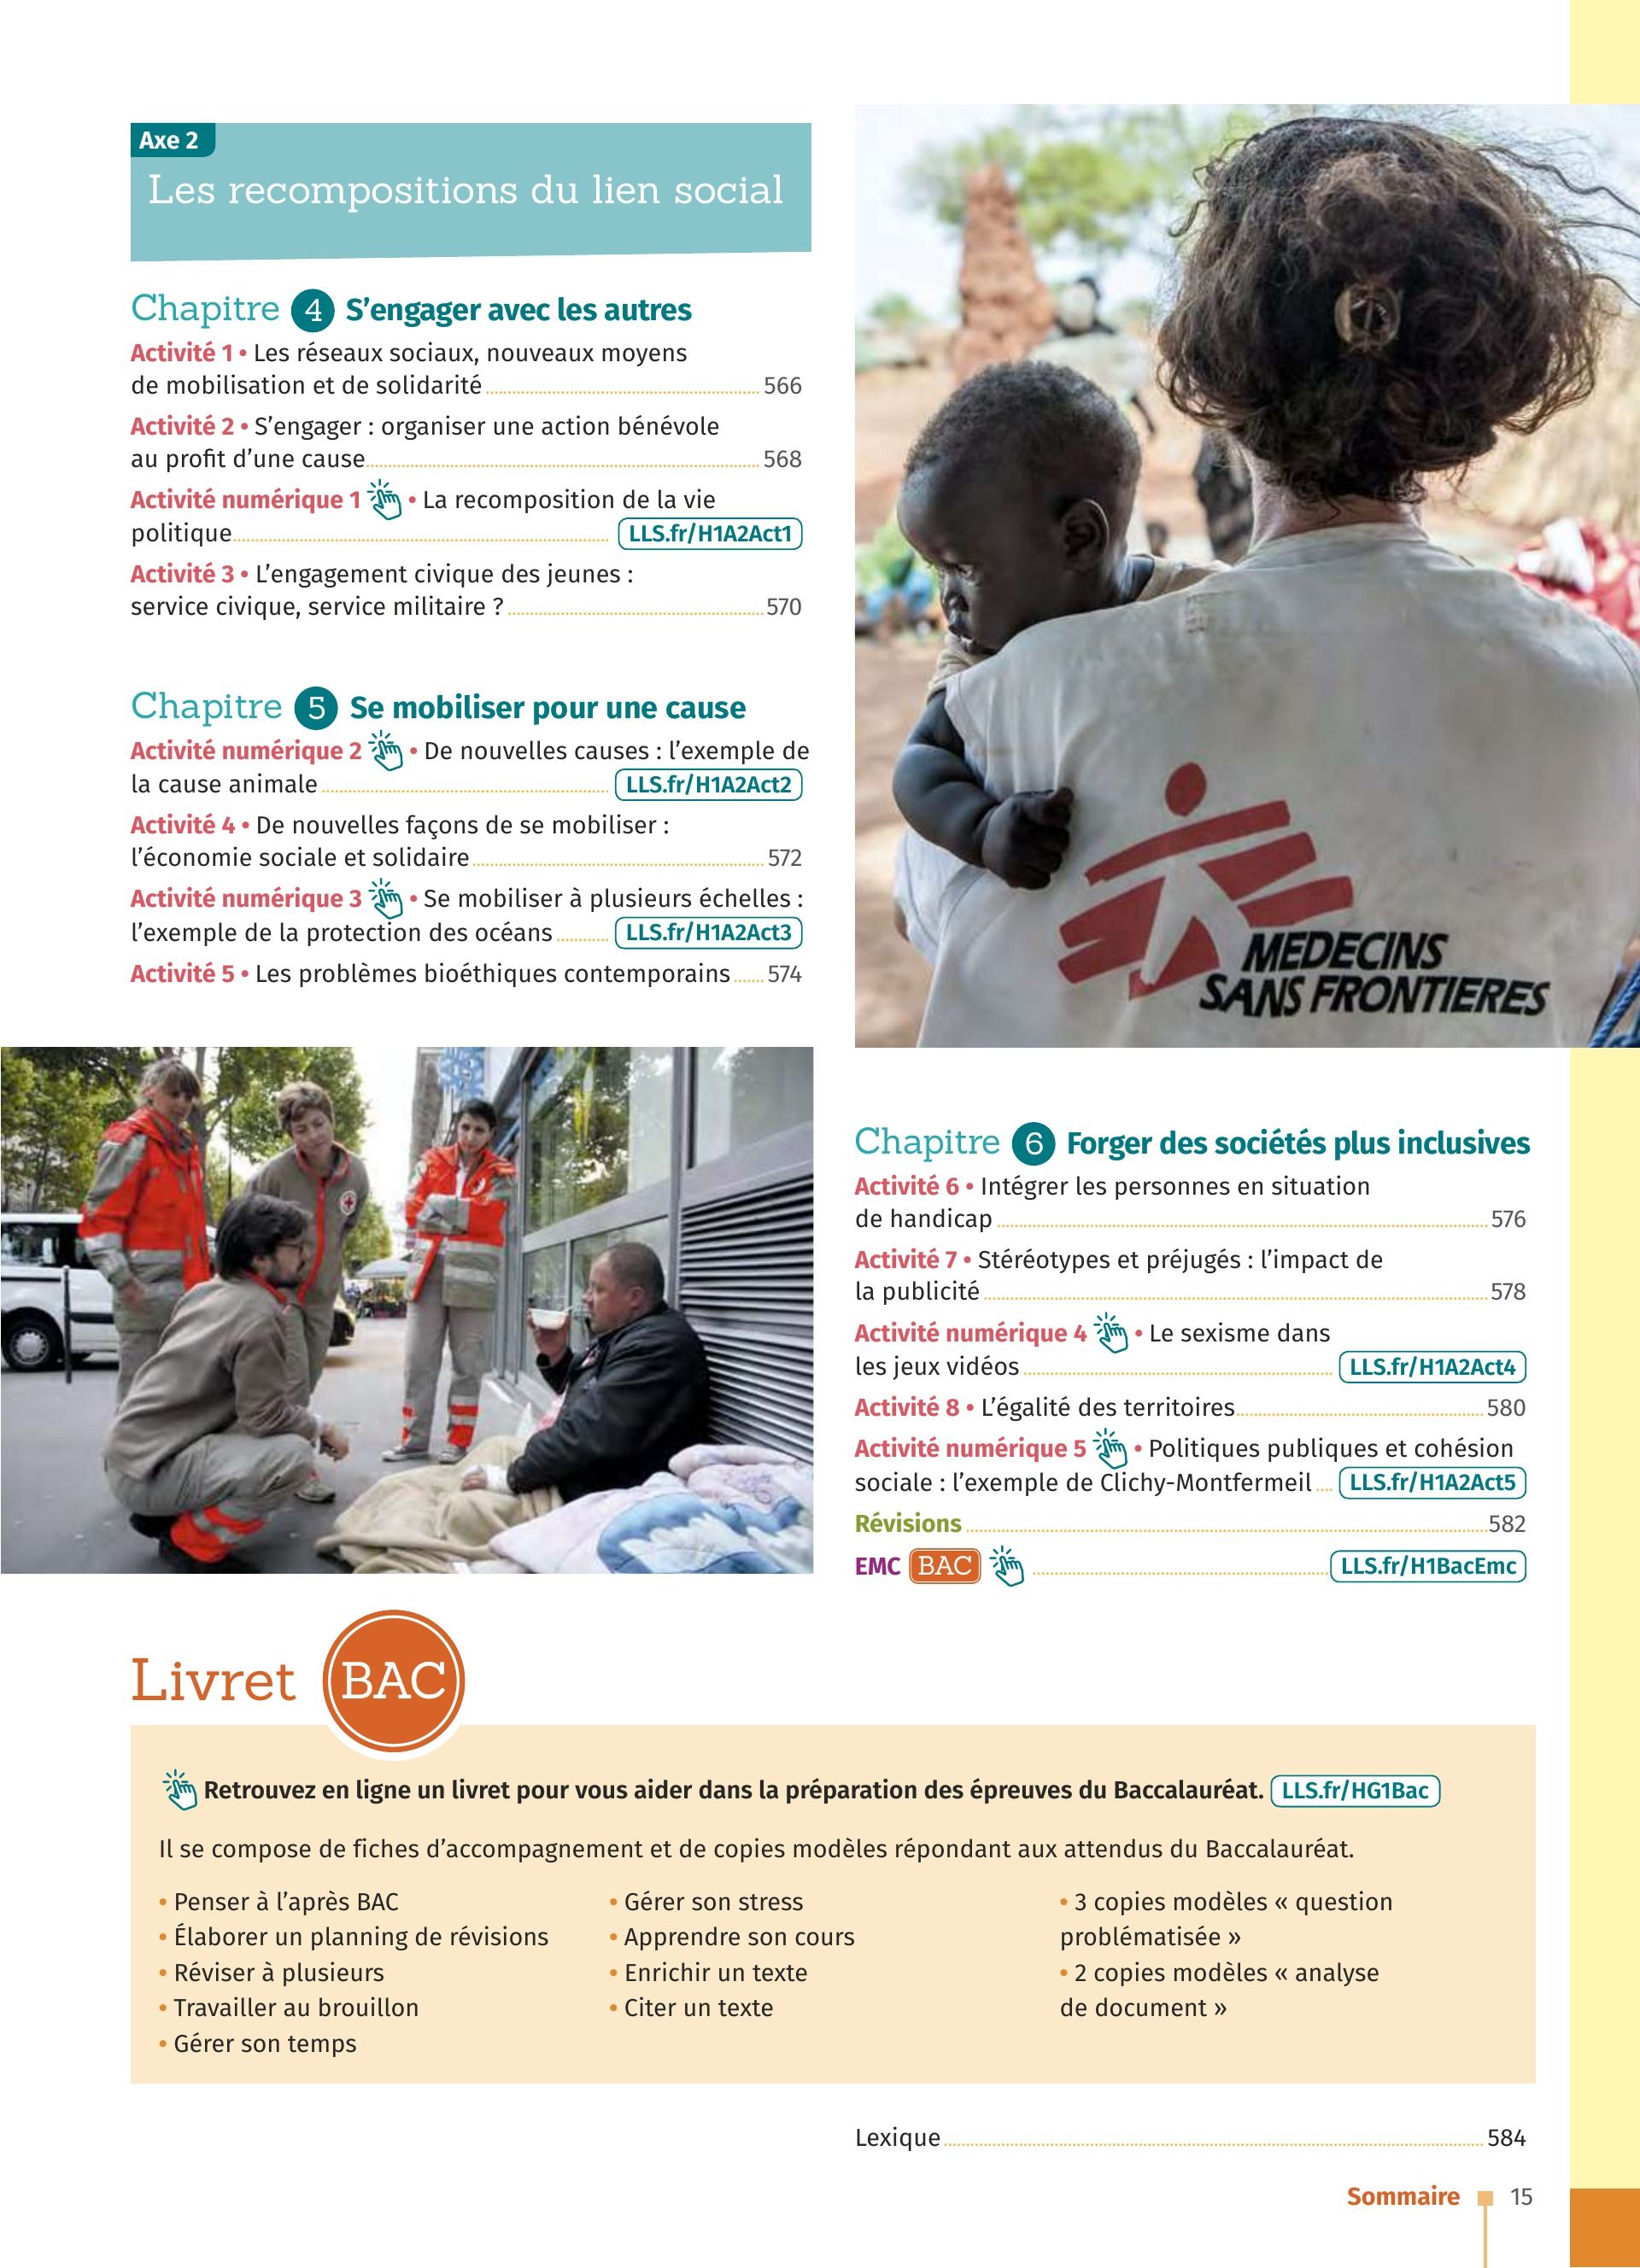 Axe 2
Les recompositions du lien social
Chapitre 4 S’engager avec les autres
Activité 1 • Les réseaux sociaux, nouveaux moyens
de mobilisation et de solidarité 566
Activité 2 • S’engager : organiser une action bénévole
au profit d’une cause 568
Activité numérique 1 • La recomposition de la vie
politique LLS.fr/H1A2Act1
Activité 3 • L’engagement civique des jeunes :
service civique, service militaire ? 570
Chapitre 5 Se mobiliser pour une cause
Activité numérique 2 • De nouvelles causes : l’exemple de
la cause animale LLS.fr/H1A2Act2
Activité 4 • De nouvelles façons de se mobiliser :
l’économie sociale et solidaire 572
Activité numérique 3 • Se mobiliser à plusieurs échelles :
l’exemple de la protection des océans LLS.fr/H1A2Act3
Activité 5 • Les problèmes bioéthiques contemporains 574
MEDECINS
SANS FRONTIERES
Chapitre 6 Forger des sociétés plus inclusives
Activité 6 • Intégrer les personnes en situation
de handicap 576
Activité 7 • Stéréotypes et préjugés : l’impact de
la publicité 578
Activité numérique 4 • Le sexisme dans
les jeux vidéos LLS.fr/H1A2Act4
Activité 8 • L’égalité des territoires 580
Activité numérique 5 • Politiques publiques et cohésion
sociale : l’exemple de Clichy-Montfermeil LLS.fr/H1A2Act5
Révisions 582
EMC BAC LLS.fr/H1BacEmc
Livret BAC
Retrouvez en ligne un livret pour vous aider dans la préparation des épreuves du Baccalauréat. LLS.fr/HG1Bac
Il se compose de fiches d’accompagnement et de copies modèles répondant aux attendus du Baccalauréat.
• Penser à l’après BAC
• Élaborer un planning de révisions
• Réviser à plusieurs
• Travailler au brouillon
• Gérer son temps
• Gérer son stress
• Apprendre son cours
• Enrichir un texte
• Citer un texte
• 3 copies modèles « question
problématisée »
• 2 copies modèles « analyse
de document »
Lexique 584
Sommaire 15